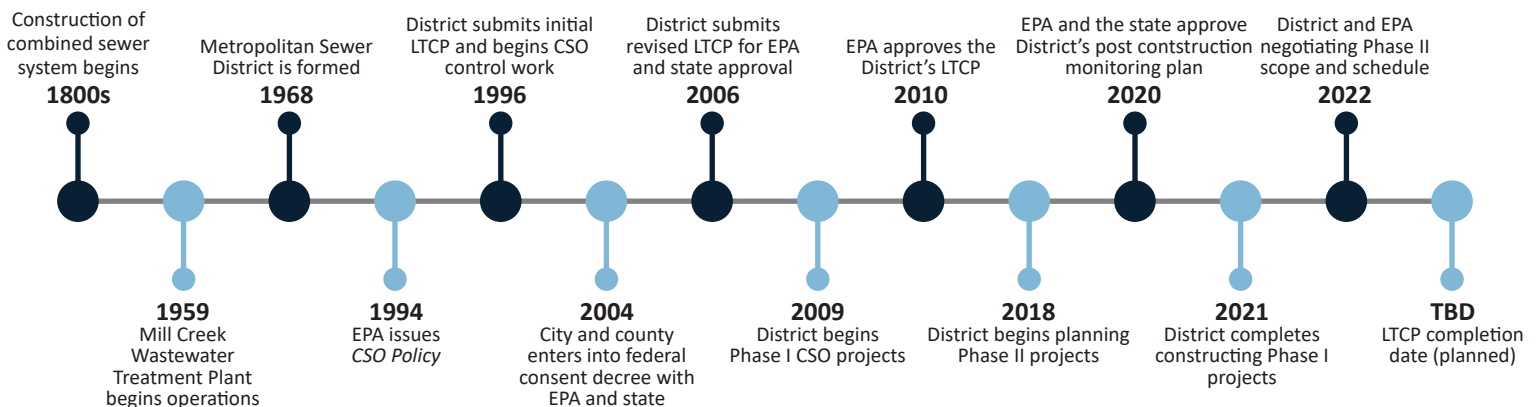 Construction of
combined sewer
system begins
1800s
Metropolitan Sewer
District is formed
1968
District submits initial
LTCP and begins CSO
control work
1996
District submits
revised LTCP for EPA
and state approval
2006
EPA approves the
District's LTCP
2010
EPA and the state approve
District's post contstruction
monitoring plan
2020
District and EPA
negotiating Phase II
scope and schedule
2022
1959
Mill Creek
Wastewater
Treatment Plant
begins operations
1994
EPA issues
CSO Policy
2004
City and county
enters into federal
consent decree with
EPA and state
2009
District begins
Phase I CSO projects
2018
District begins planning
Phase II projects
2021
District completes
constructing Phase I
projects
TBD
LTCP completion
date (planned)